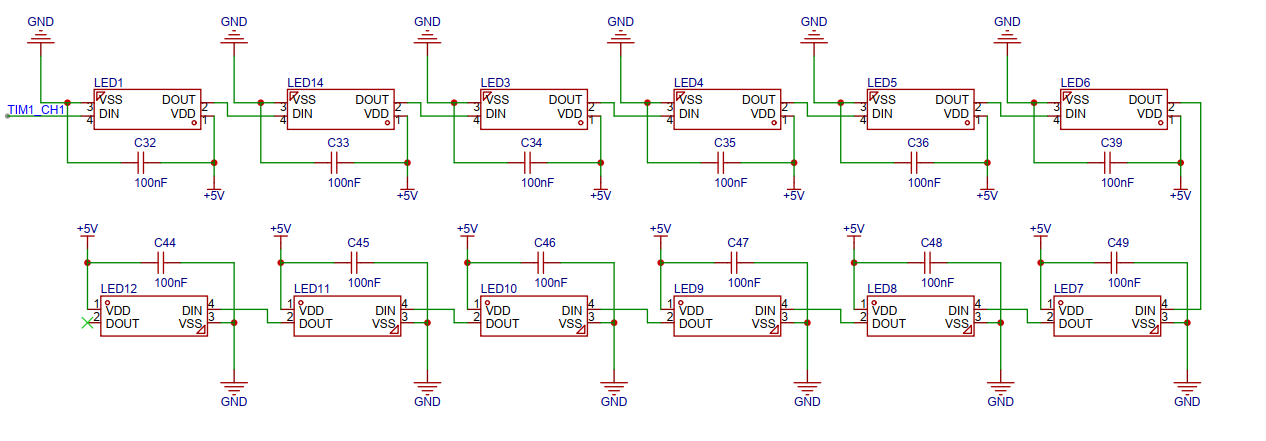 GND GND GND GND GND GND
LED1 LED14 LED3 LED4 LED5 LED6
3 VSS DOUT 2 3 VSS DOUT 2 3 VSS DOUT 2 3 VSS DOUT 2 3 VSS DOUT 2 3 VSS DOUT 2
TIM1_CH1 4 DIN VDD 1 4 DIN VDD 1 4 DIN VDD 1 4 DIN VDD 1 4 DIN VDD 1 4 DIN VDD 1
C32 C33 C34 C35 C36 C39
100nF 100nF 100nF 100nF 100nF 100nF
+5V +5V +5V +5V +5V +5V
+5V +5V +5V +5V +5V +5V
C44 C45 C46 C47 C48 C49
100nF 100nF 100nF 100nF 100nF 100nF
LED12 LED11 LED10 LED9 LED8 LED7
1 VDD DIN 4 1 VDD DIN 4 1 VDD DIN 4 1 VDD DIN 4 1 VDD DIN 4 1 VDD DIN 4
2 DOUT VSS 3 2 DOUT VSS 3 2 DOUT VSS 3 2 DOUT VSS 3 2 DOUT VSS 3 2 DOUT VSS 3
GND GND GND GND GND GND